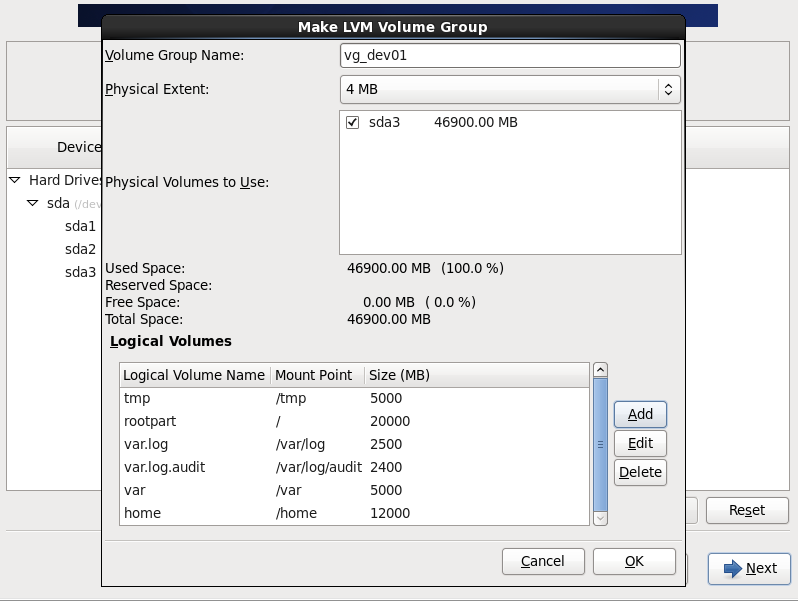 Make LVM Volume Group
Volume Group Name: vg_dev01
Physical Extent: 4 MB
sda3 46900.00 MB
Device
Hard Drives
Physical Volumes to Use:
sda (/dev
sda1
sda2
sda3
Used Space: 46900.00 MB (100.0 %)
Reserved Space:
Free Space: 0.00 MB ( 0.0 %)
Total Space: 46900.00 MB
Logical Volumes
Logical Volume Name Mount Point Size (MB)
tmp /tmp 5000
rootpart / 20000
var.log /var/log 2500
var.log.audit /var/log/audit 2400
var /var 5000
home /home 12000
Add
Edit
Delete
Reset
Cancel OK
Next